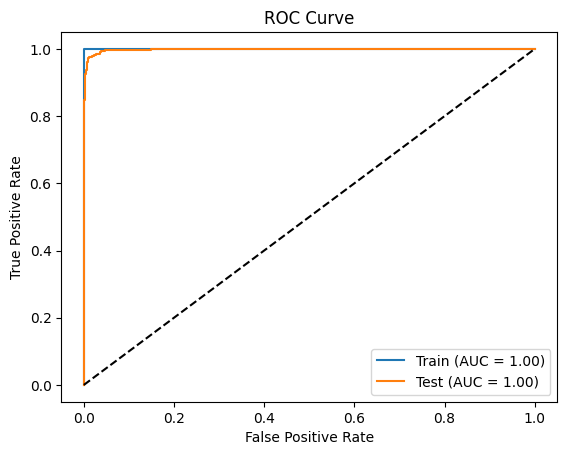 ROC Curve
True Positive Rate
1.0
0.8
0.6
0.4
0.2
0.0
Train (AUC = 1.00)
Test (AUC = 1.00)
0.0 0.2 0.4 0.6 0.8 1.0
False Positive Rate